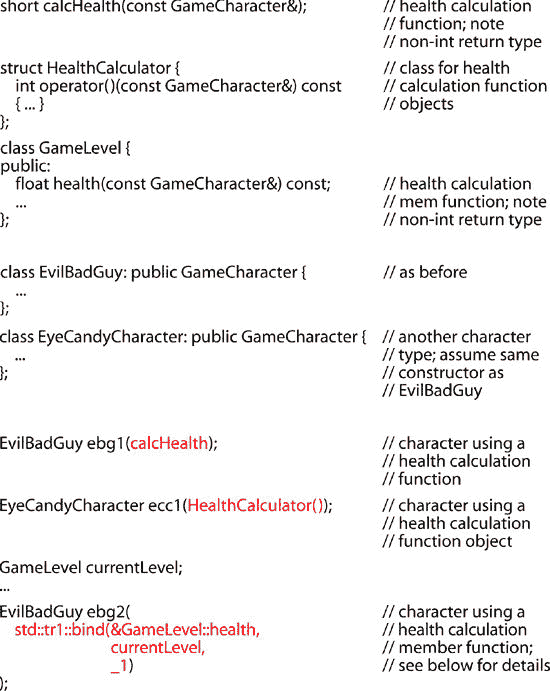 short calcHealth(const GameCharacter&); // health calculation
// function; note
// non-int return type
struct HealthCalculator { // class for health
int operator()(const GameCharacter&) const // calculation function
{ ... } // objects
};
class GameLevel {
public:
float health(const GameCharacter&) const; // health calculation
... // mem function; note
}; // non-int return type
class EvilBadGuy: public GameCharacter { // as before
...
};
class EyeCandyCharacter: public GameCharacter { // another character
... // type; assume same
}; // constructor as
// EvilBadGuy
EvilBadGuy ebg1(calcHealth); // character using a
// health calculation
// function
EyeCandyCharacter ecc1(HealthCalculator()); // character using a
// health calculation
// function object
GameLevel currentLevel;
...
EvilBadGuy ebg2( // character using a
std::tr1::bind(&GameLevel::health, // health calculation
currentLevel, // member function;
_1) // see below for details
);